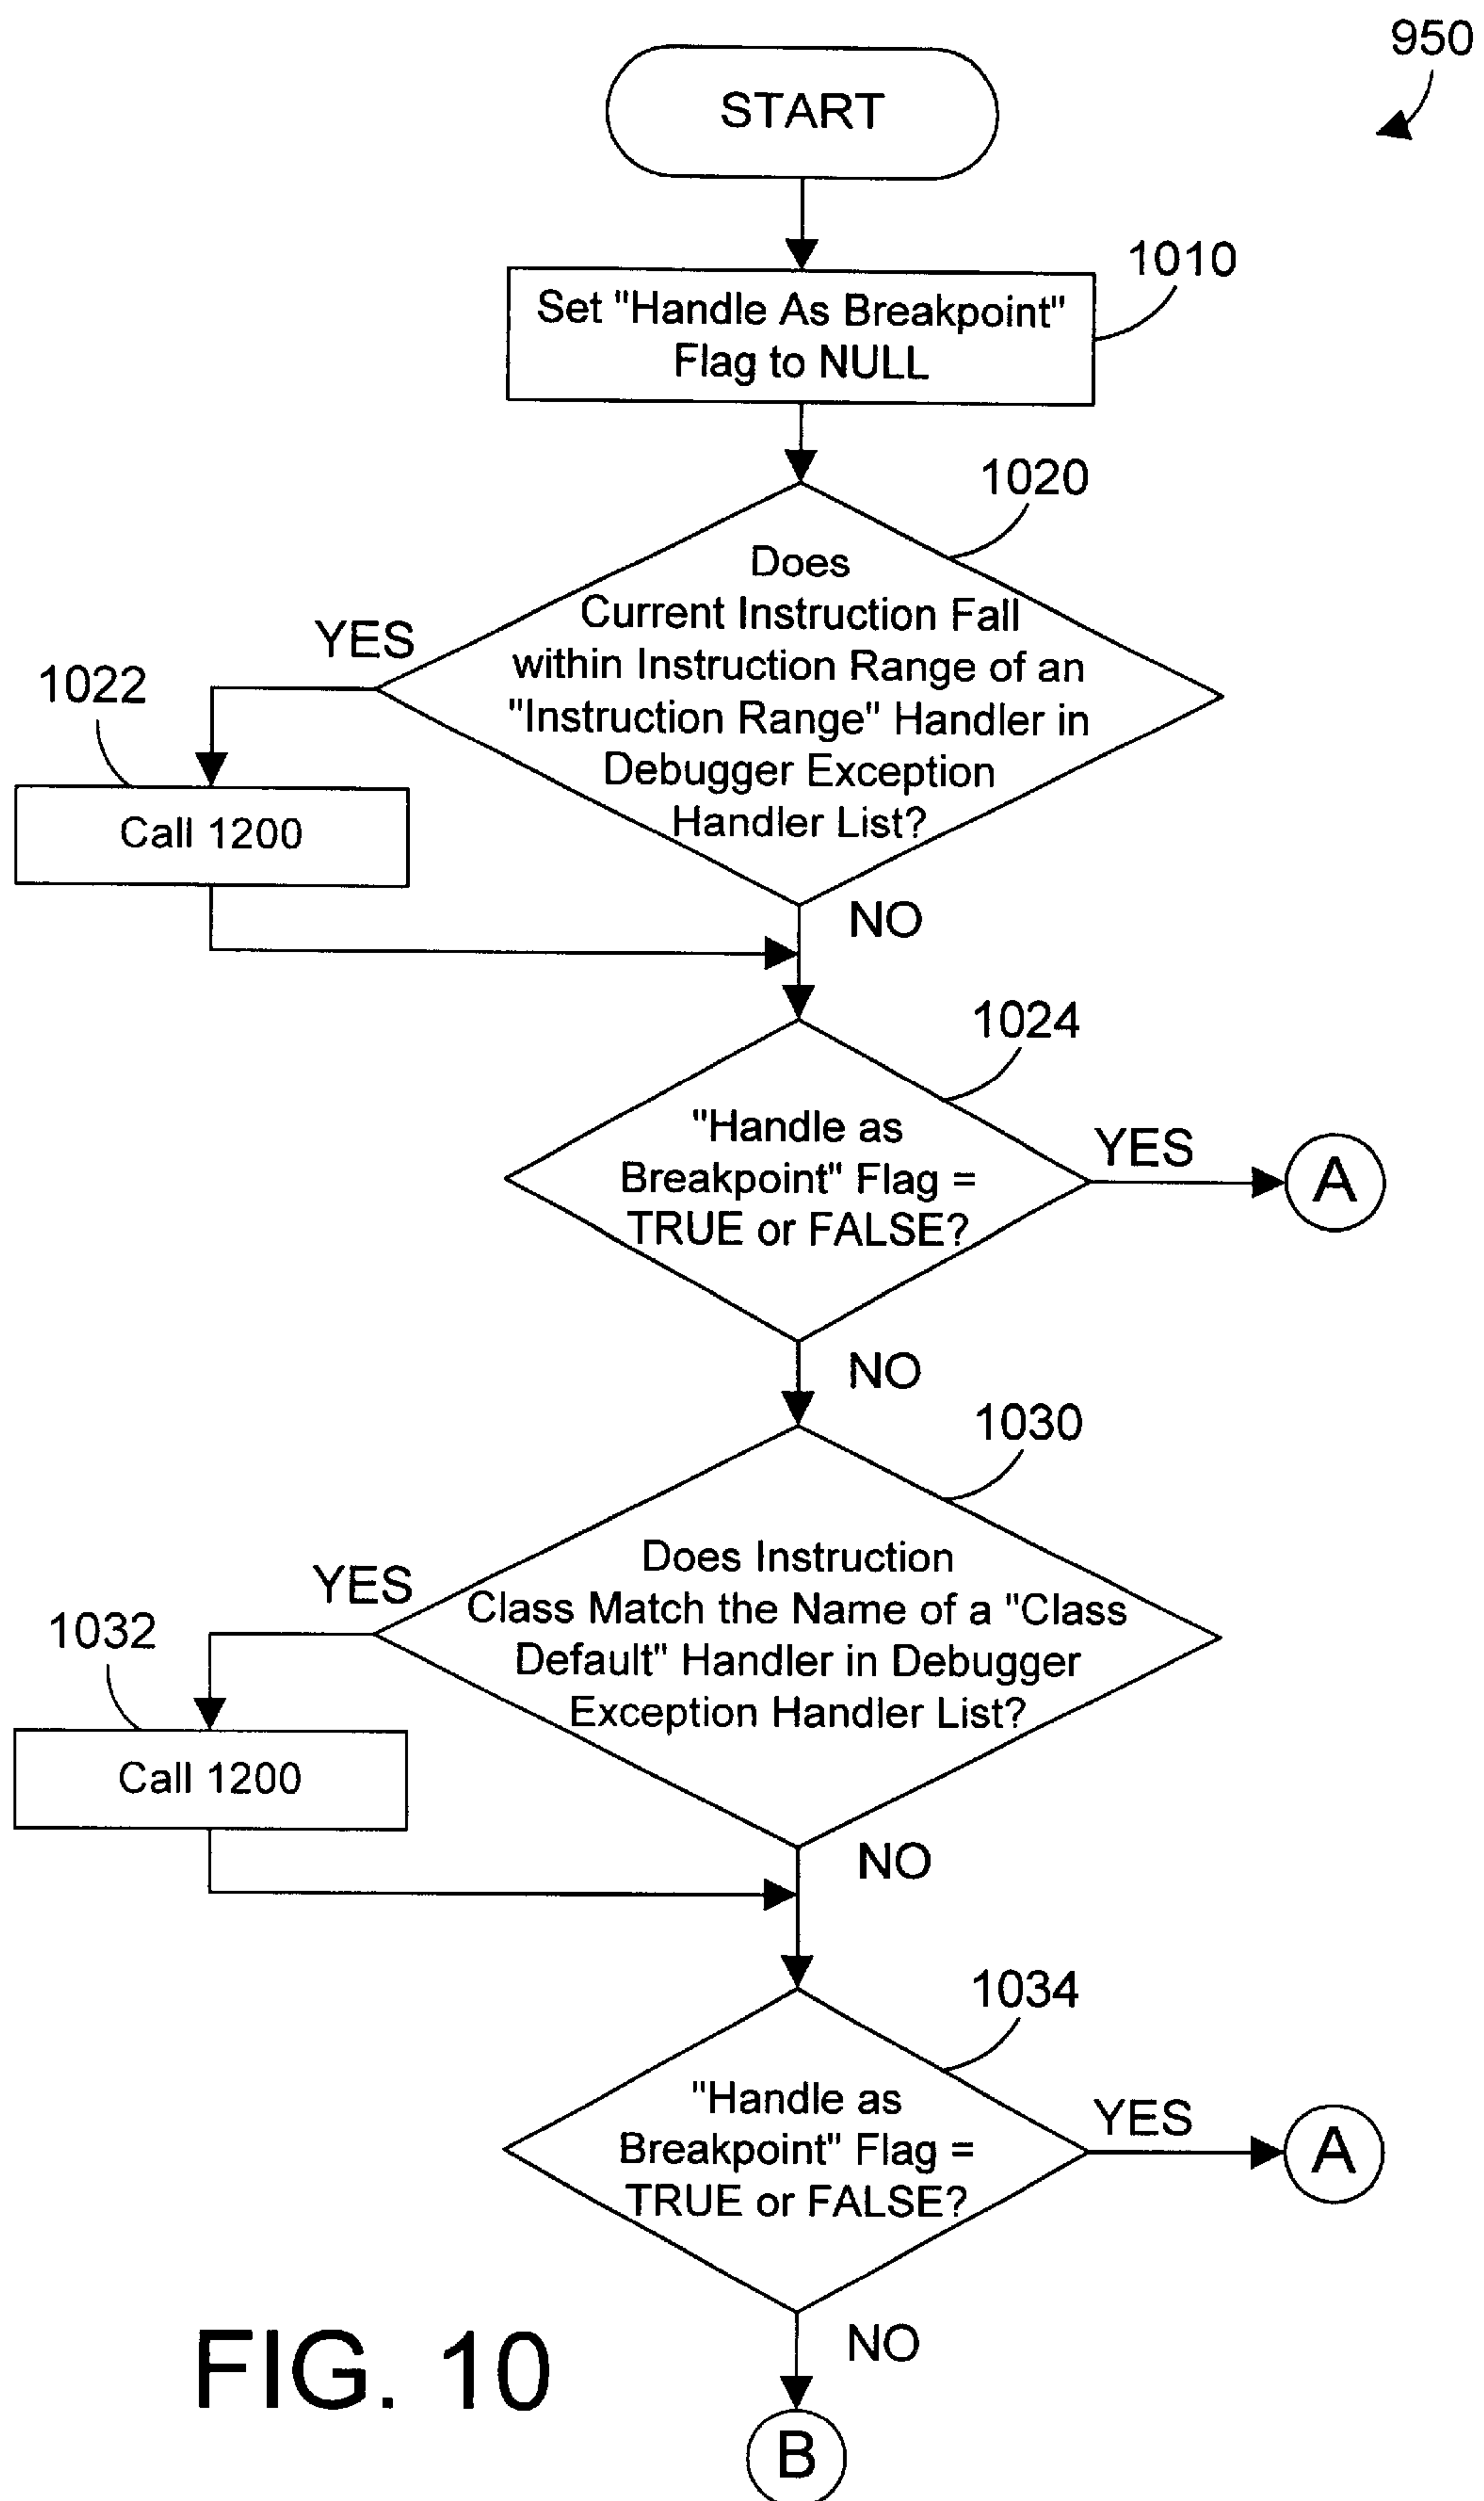 950
START
1010
Set "Handle As Breakpoint"
Flag to NULL
1020
Does
Current Instruction Fall
within Instruction Range of an
"Instruction Range" Handler in
Debugger Exception
Handler List?
YES
1022
Call 1200
NO
1024
"Handle as
Breakpoint" Flag =
TRUE or FALSE?
YES
A
NO
1030
Does Instruction
Class Match the Name of a "Class
Default" Handler in Debugger
Exception Handler List?
YES
1032
Call 1200
NO
1034
"Handle as
Breakpoint" Flag =
TRUE or FALSE?
YES
A
NO
B
FIG. 10